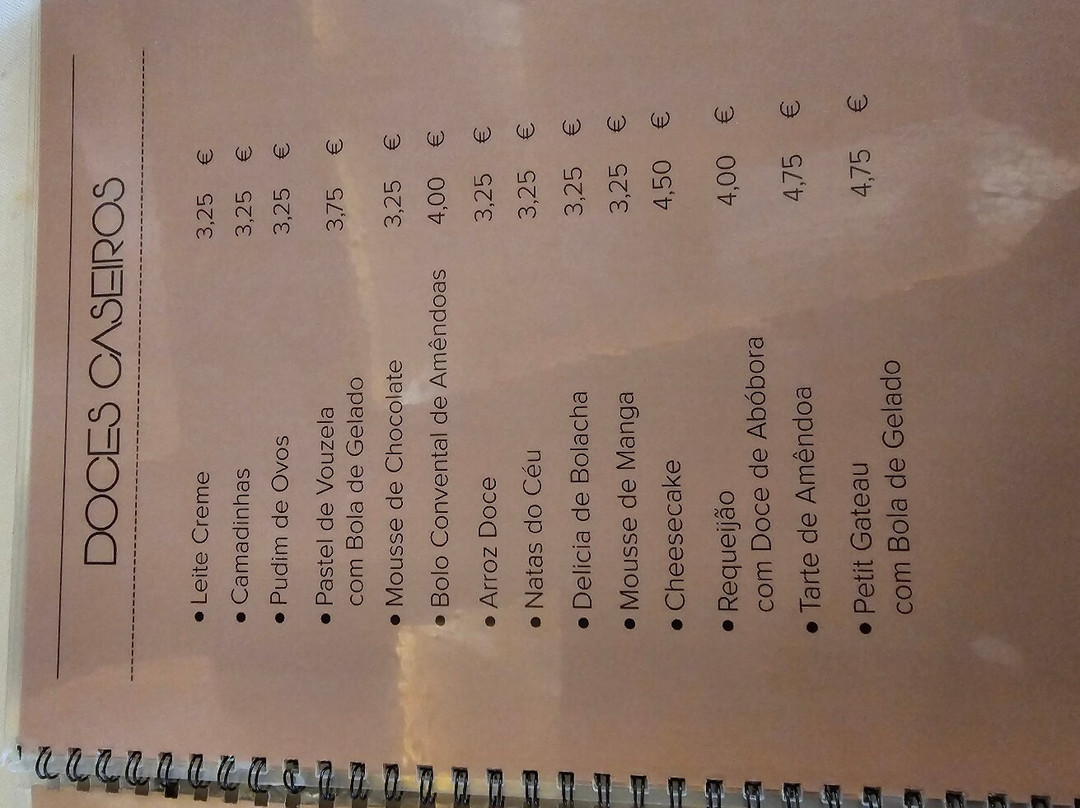 DOCES CASEIROS
• Leite Creme 3,25 €
• Camadinhas 3,25 €
• Pudim de Ovos 3,25 €
• Pastel de Vouzela 3,75 €
com Bola de Gelado
• Mousse de Chocolate 3,25 €
• Bolo Convental de Amêndoas 4,00 €
• Arroz Doce 3,25 €
• Natas do Céu 3,25 €
• Delicia de Bolacha 3,25 €
• Mousse de Manga 3,25 €
• Cheesecake 4,50 €
• Requeijão 4,00 €
com Doce de Abóbora
• Tarte de Amêndoa 4,75 €
• Petit Gateau 4,75 €
com Bola de Gelado